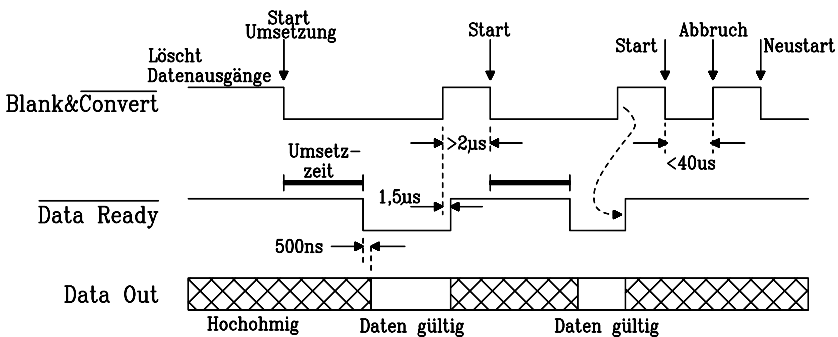 Start
Umsetzung
Start
Start
Abbruch
Neustart
Löscht
Datenausgänge
Blank&Convert
>2µs
<40us
Umsetz-
zeit
1,5µs
Data Ready
500ns
Data Out
Hochohmig
Daten gültig
Daten gültig